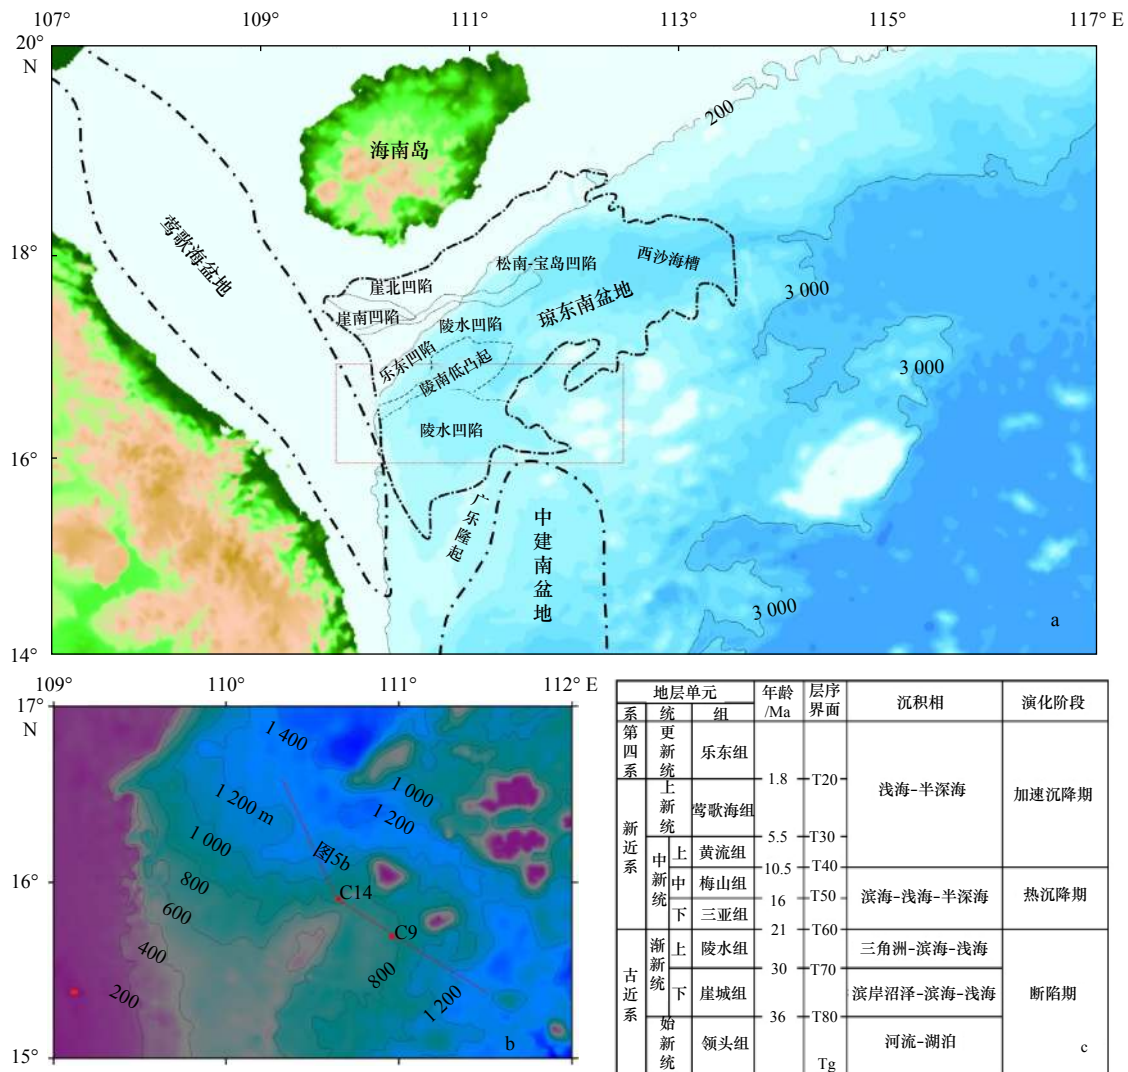 107° 109° 111° 113° 115° 117° E
20°
N
200
海南岛
莺歌海盆地
18°
松南-宝岛凹陷
西沙海槽
崖北凹陷
3 000
琼东南盆地
崖南凹陷
陵水凹陷
乐东凹陷
陵南低凸起
3 000
陵水凹陷
16°
广乐隆起
中建南盆地
3 000
a
14°
109° 110° 111° 112° E
17°
N
1 400
1 000
1 200 m
1 200
1 000
图5b
16°
800
C14
600
C9
400
800
200
1 200
b
15°
地层单元 年龄/Ma 层序界面 沉积相 演化阶段
系 统 组
第四系 更新统 乐东组
1.8 T20
浅海-半深海 加速沉降期
新近系 上新统 莺歌海组
5.5 T30
中新统 上 黄流组
10.5 T40
中 梅山组
16 T50
滨海-浅海-半深海 热沉降期
下 三亚组
21 T60
古近系 渐新统 上 陵水组 三角洲-滨海-浅海
30 T70
下 崖城组 滨岸沼泽-滨海-浅海 断陷期
36 T80
始新统 领头组 河流-湖泊
Tg
c